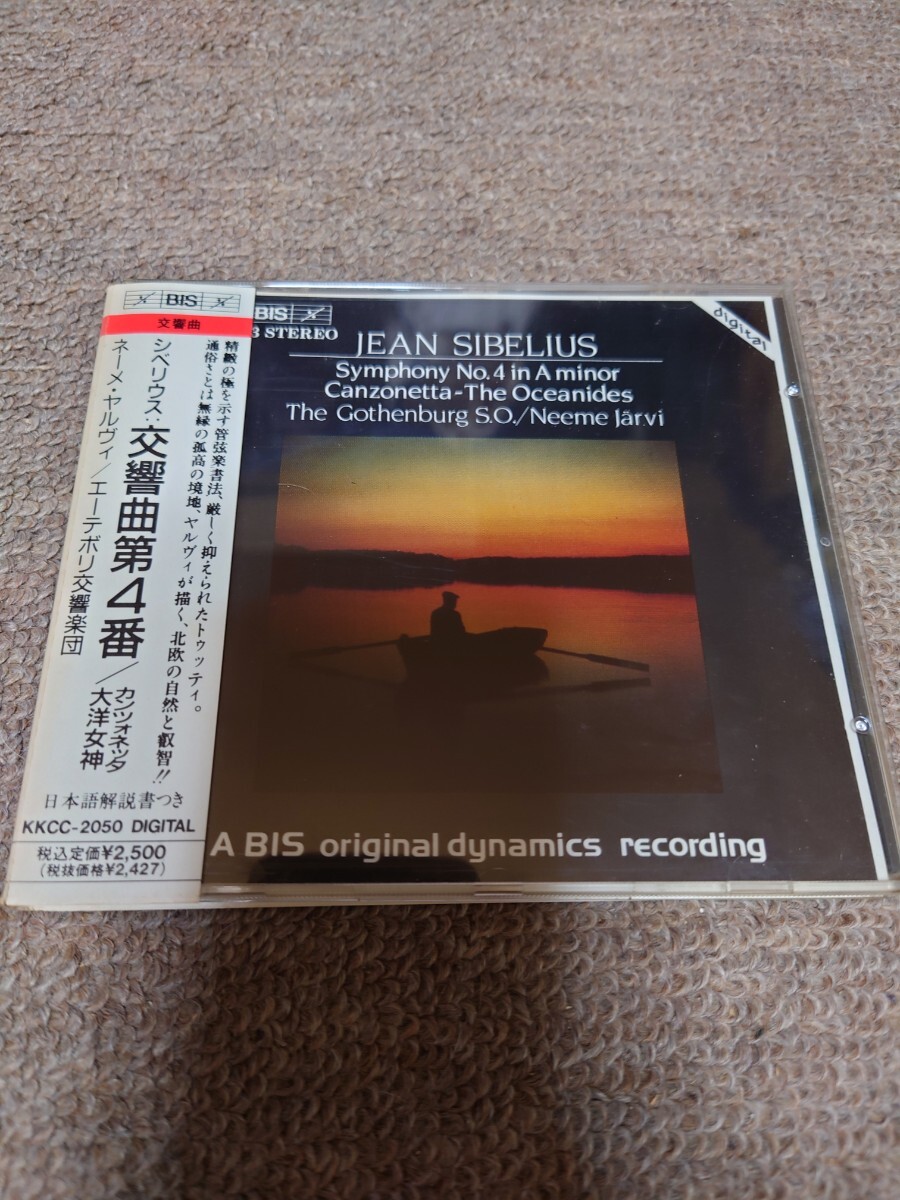 BIS
交響曲
精緻の極を示す管弦楽書法、厳しく抑えられたトゥッティ。
通俗さとは無縁の孤高の境地、ヤルヴィが描く、北欧の自然と叡智!!
シベリウス:交響曲第4番/カンツォネッタ
大洋女神
ネーメ・ヤルヴィ/エーテボリ交響楽団
日本語解説書つき
KKCC-2050 DIGITAL
税込定価¥2,500
(税抜価格¥2,427)
BIS
3 STEREO
digital
JEAN SIBELIUS
Symphony No.4 in A minor
Canzonetta-The Oceanides
The Gothenburg S.O./Neeme Järvi
A BIS original dynamics recording